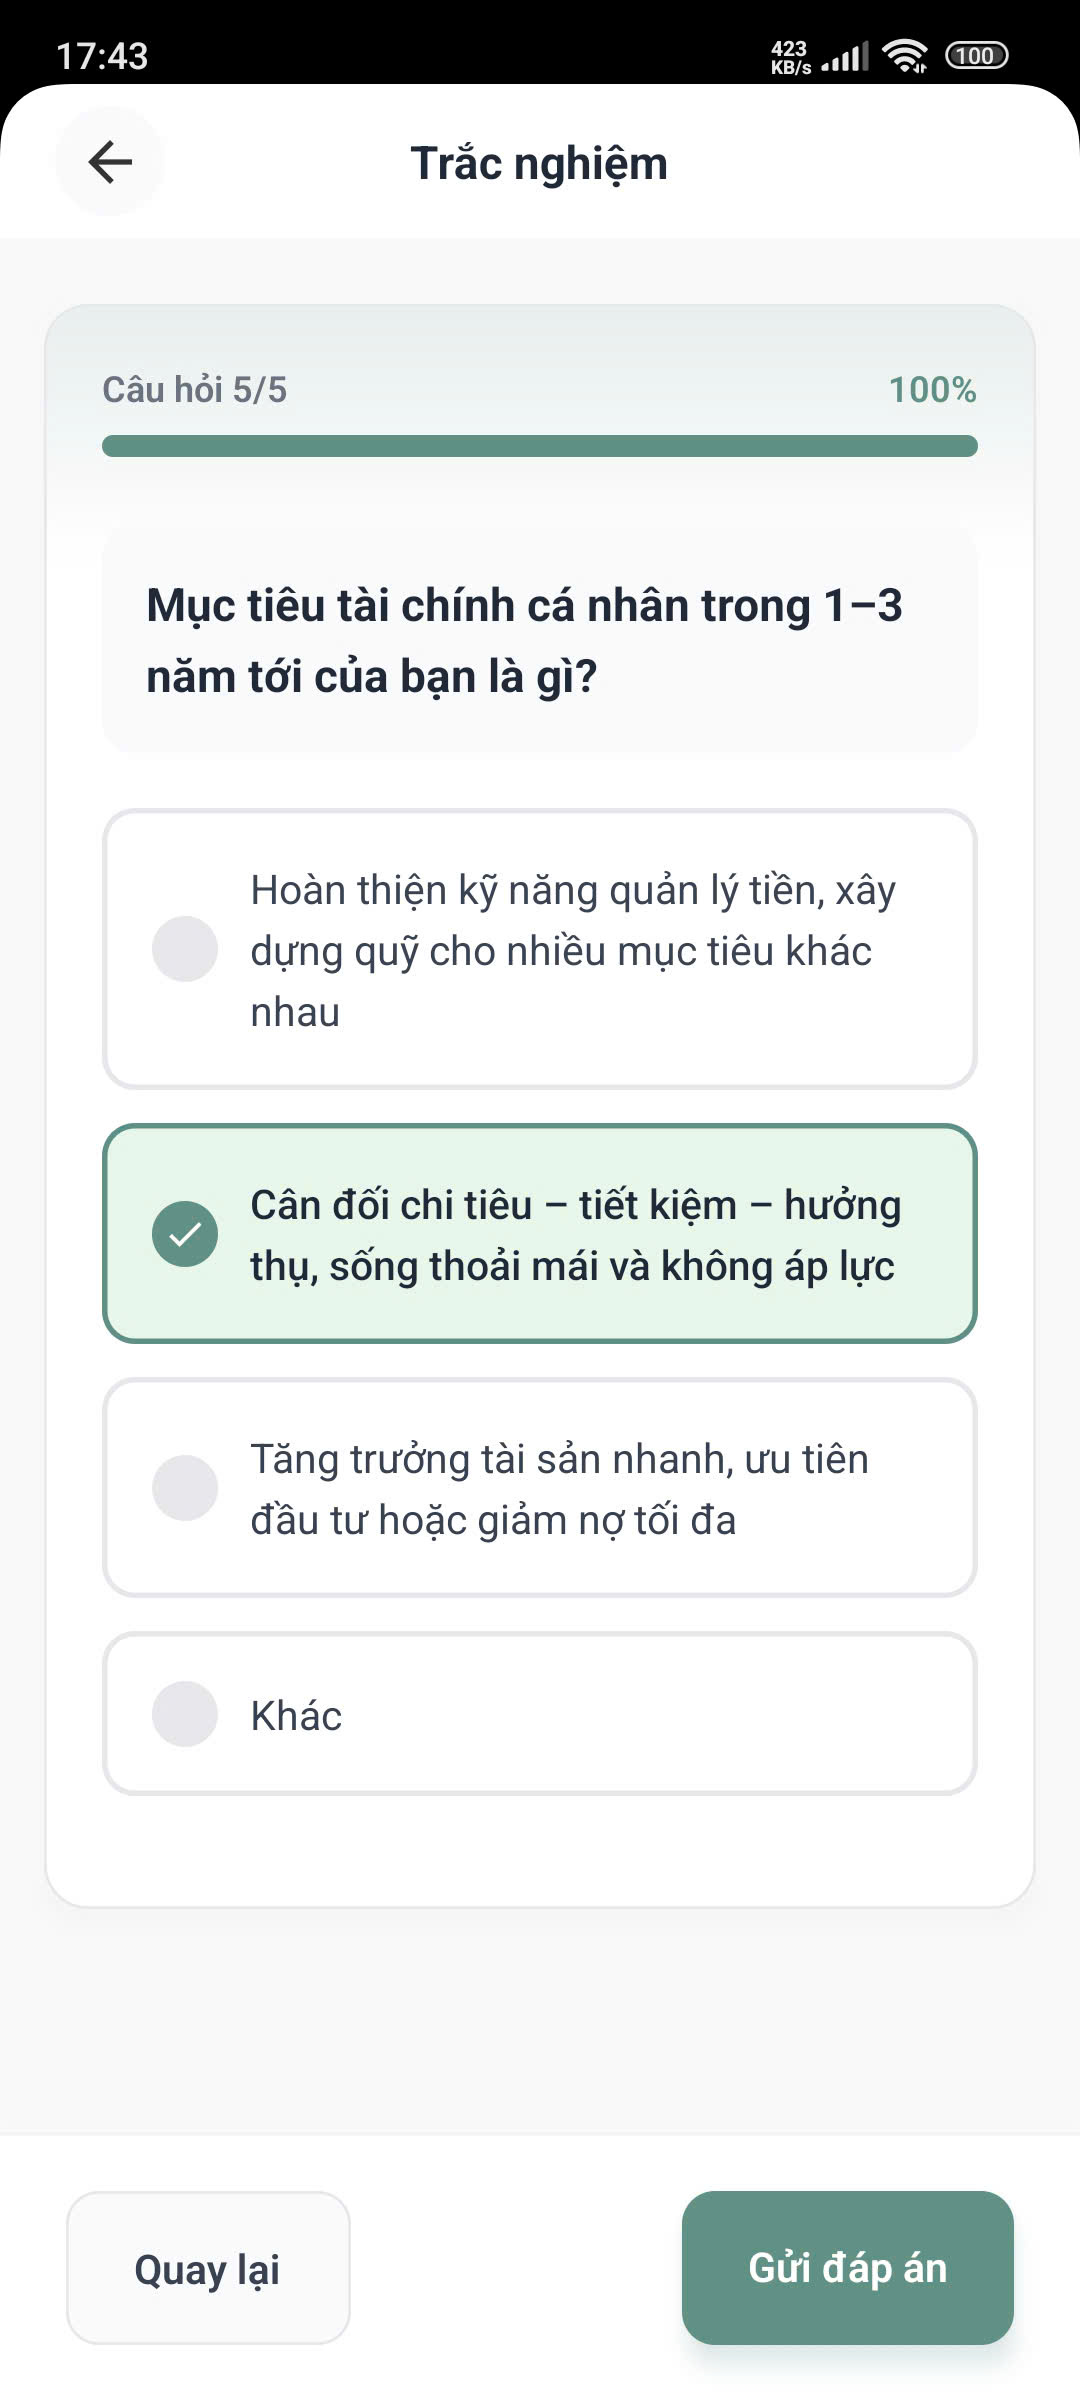 17:43
423
KB/s
100
Trắc nghiệm
Câu hỏi 5/5
100%
Mục tiêu tài chính cá nhân trong 1–3
năm tới của bạn là gì?
Hoàn thiện kỹ năng quản lý tiền, xây
dựng quỹ cho nhiều mục tiêu khác
nhau
Cân đối chi tiêu – tiết kiệm – hưởng
thụ, sống thoải mái và không áp lực
Tăng trưởng tài sản nhanh, ưu tiên
đầu tư hoặc giảm nợ tối đa
Khác
Quay lại
Gửi đáp án